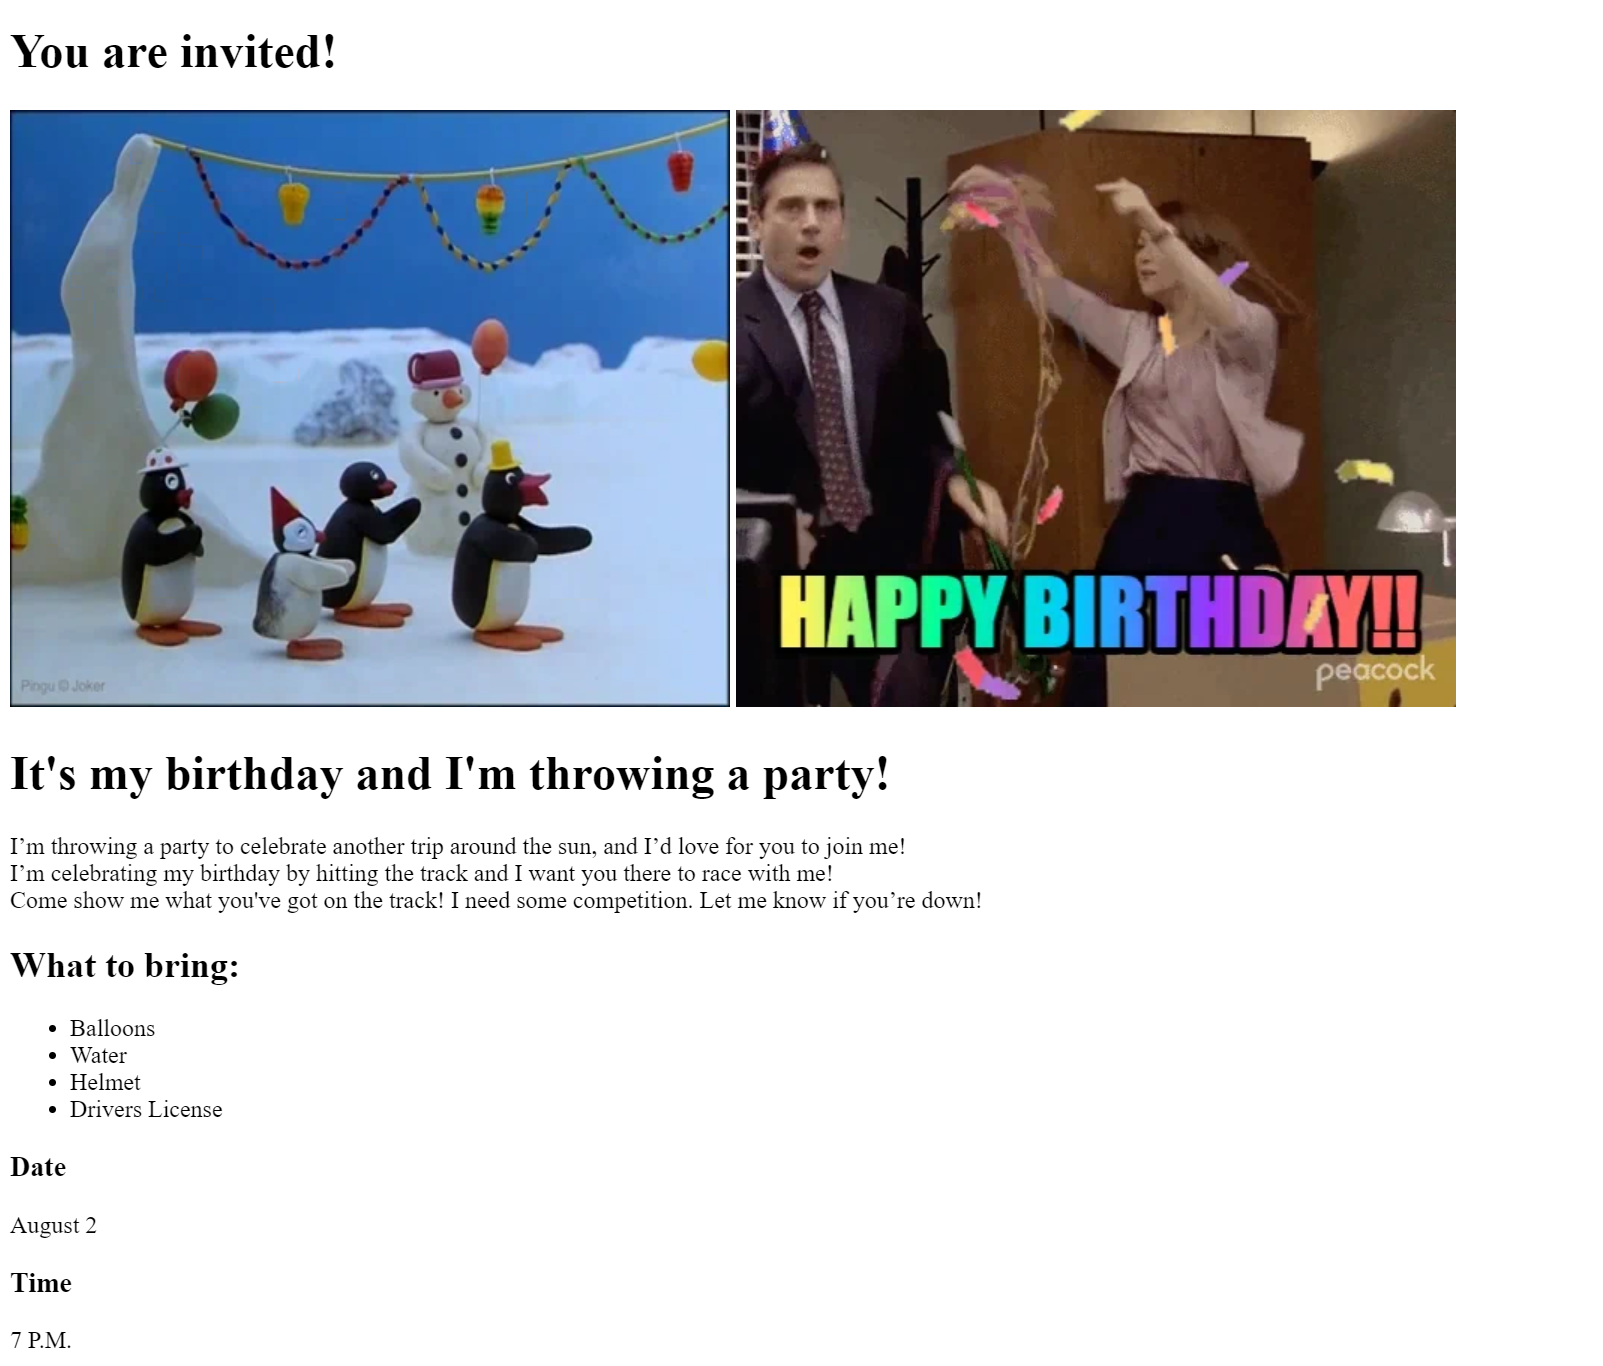 You are invited!
Pingu © Joker
HAPPY BIRTHDAY!!
peacock
It's my birthday and I'm throwing a party!
I’m throwing a party to celebrate another trip around the sun, and I’d love for you to join me!
I’m celebrating my birthday by hitting the track and I want you there to race with me!
Come show me what you've got on the track! I need some competition. Let me know if you’re down!
What to bring:
• Balloons
• Water
• Helmet
• Drivers License
Date
August 2
Time
7 P.M.